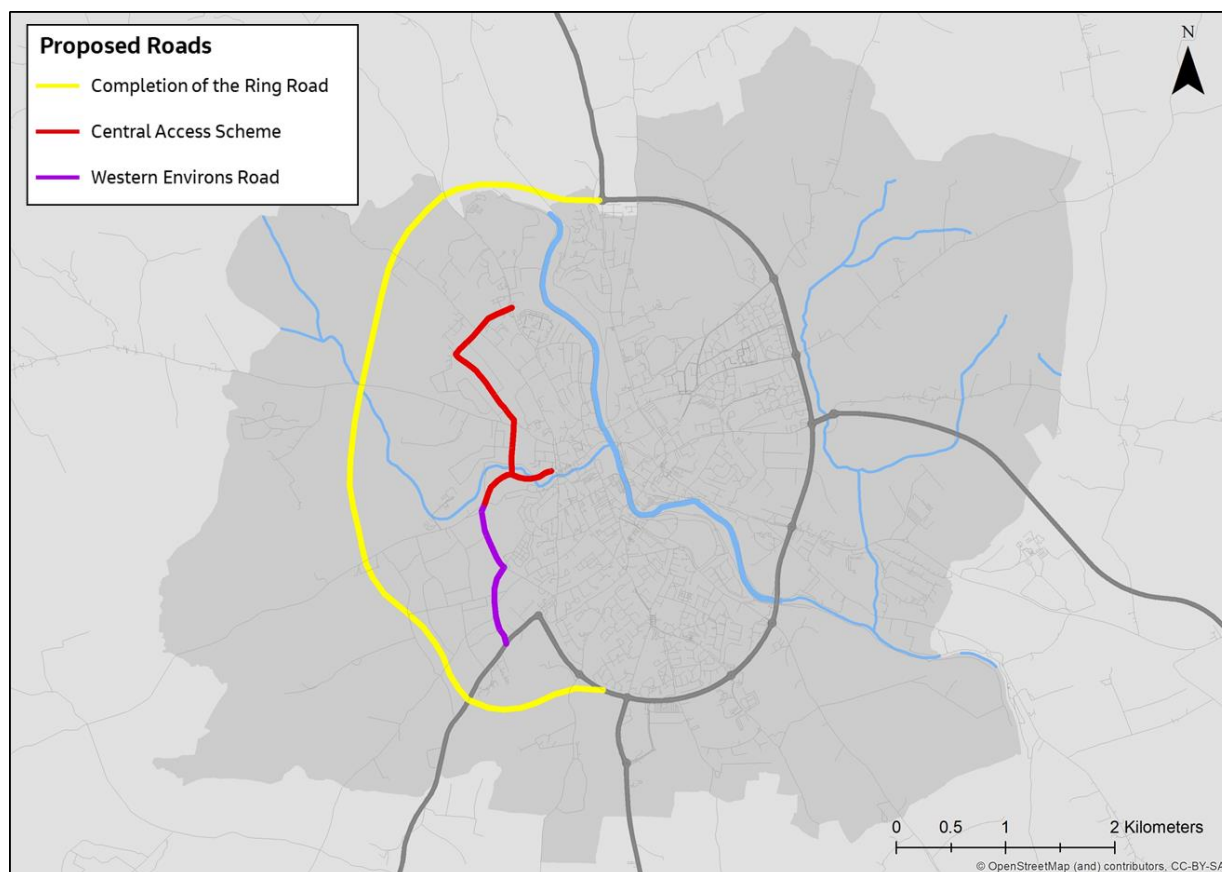 Proposed Roads
Completion of the Ring Road
Central Access Scheme
Western Environs Road
N
0 0.5 1 2 Kilometers
© OpenStreetMap (and) contributors, CC-BY-SA